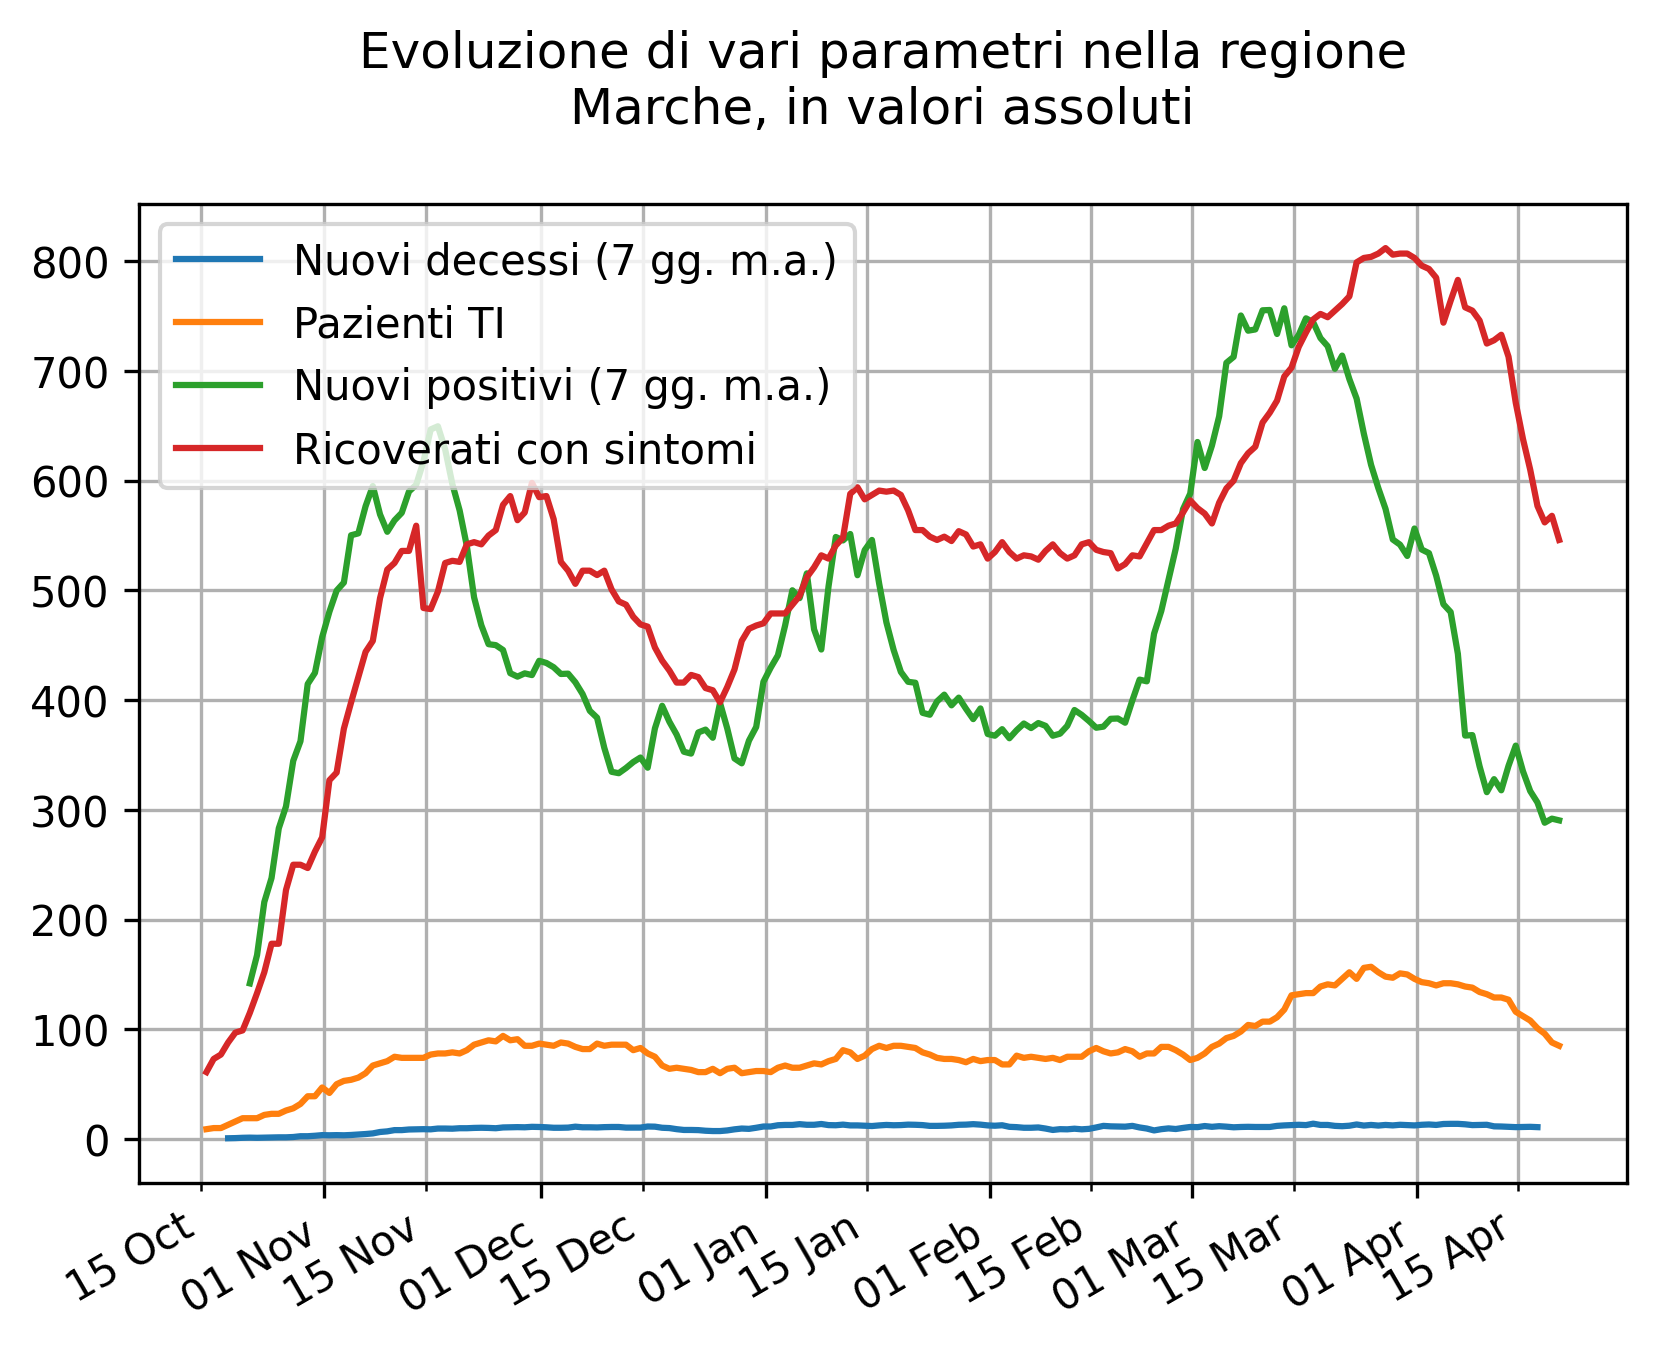 Evoluzione di vari parametri nella regione
Marche, in valori assoluti
Nuovi decessi (7 gg. m.a.)
Pazienti TI
Nuovi positivi (7 gg. m.a.)
Ricoverati con sintomi
800
700
600
500
400
300
200
100
0
15 Oct
01 Nov
15 Nov
01 Dec
15 Dec
01 Jan
15 Jan
01 Feb
15 Feb
01 Mar
15 Mar
01 Apr
15 Apr